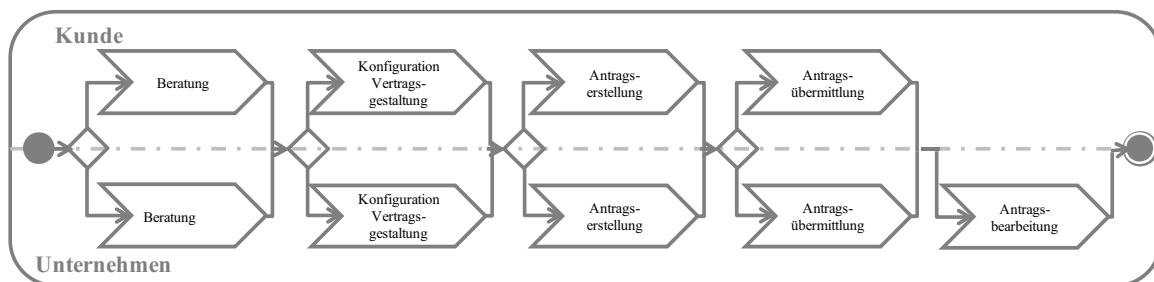 Kunde
Beratung
Konfiguration
Vertrags-
gestaltung
Antrags-
erstellung
Antrags-
übermittlung
Beratung
Konfiguration
Vertrags-
gestaltung
Antrags-
erstellung
Antrags-
übermittlung
Antrags-
bearbeitung
Unternehmen